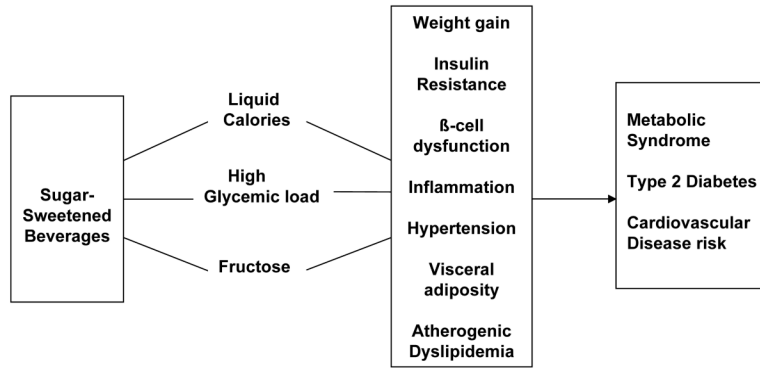 Sugar-
Sweetened
Beverages
Liquid
Calories
High
Glycemic load
Fructose
Weight gain
Insulin
Resistance
ß-cell
dysfunction
Inflammation
Hypertension
Visceral
adiposity
Atherogenic
Dyslipidemia
Metabolic
Syndrome
Type 2 Diabetes
Cardiovascular
Disease risk